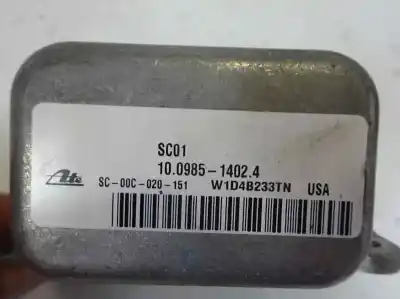 SC01
10.0985-1402.4
Ate
SC-00C-020-151 W1D4B233TN USA